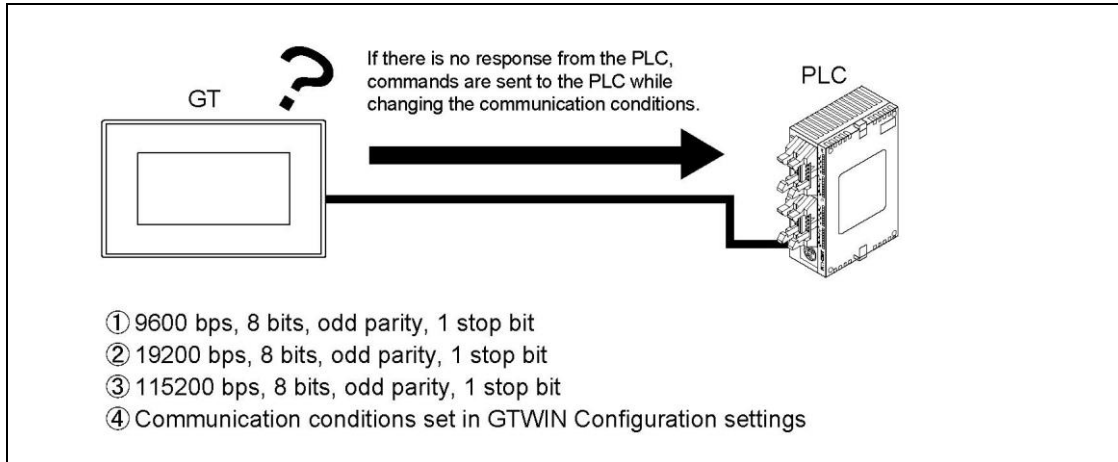 If there is no response from the PLC,
commands are sent to the PLC while
changing the communication conditions.
GT
PLC
① 9600 bps, 8 bits, odd parity, 1 stop bit
② 19200 bps, 8 bits, odd parity, 1 stop bit
③ 115200 bps, 8 bits, odd parity, 1 stop bit
④ Communication conditions set in GTWIN Configuration settings